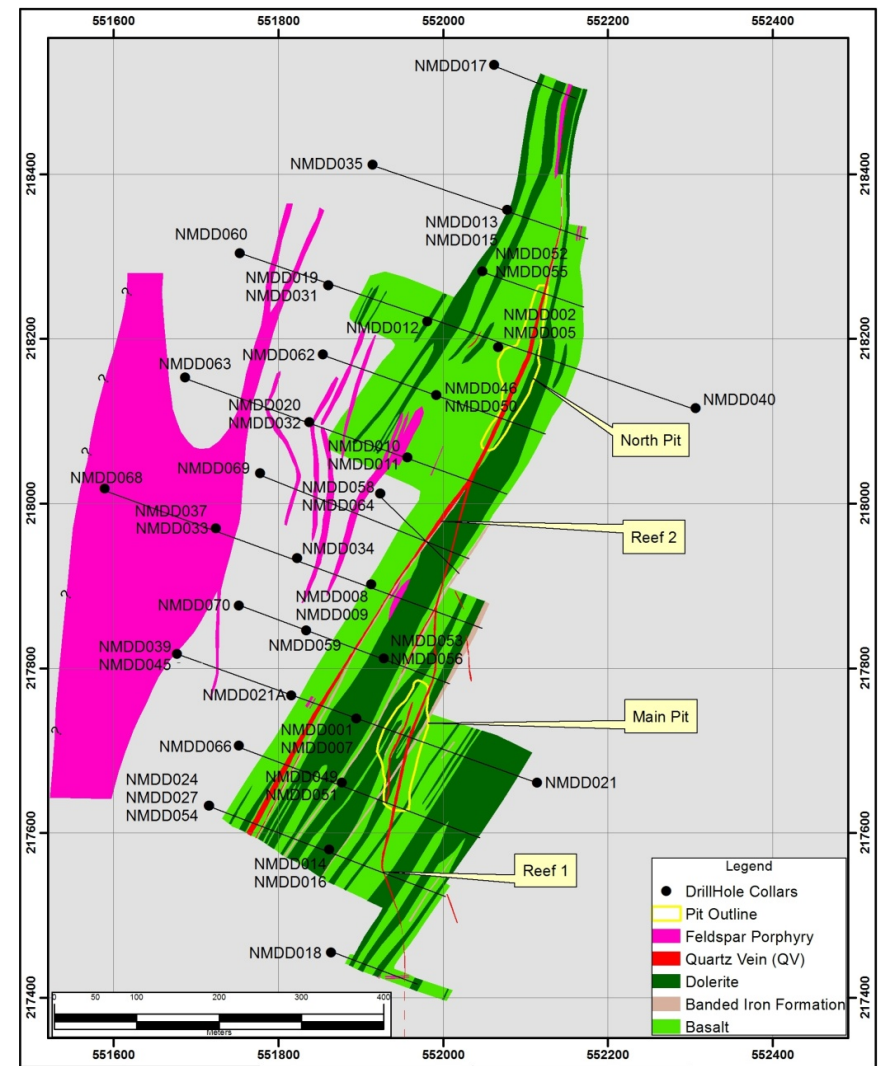 551600 551800 552000 552200 552400
NMDD017
218400
218400
NMDD035
NMDD013
NMDD015
NMDD060
NMDD052
NMDD055
NMDD019
NMDD031
?
NMDD002
NMDD005
NMDD012
218200
218200
NMDD062
NMDD063
?
NMDD046
NMDD050
NMDD040
NMDD020
NMDD032
North Pit
NMDD010
NMDD011
?
NMDD069
NMDD068
NMDD058
NMDD064
218000
218000
NMDD037
NMDD033
Reef 2
NMDD034
?
NMDD008
NMDD009
NMDD070
NMDD059
NMDD053
NMDD056
NMDD039
NMDD045
217800
217800
NMDD021A
Main Pit
NMDD001
NMDD007
?
NMDD066
NMDD021
NMDD024
NMDD027
NMDD054
NMDD049
NMDD051
217600
217600
NMDD014
NMDD016
Reef 1
Legend
DrillHole Collars
Pit Outline
Feldspar Porphyry
Quartz Vein (QV)
Dolerite
Banded Iron Formation
Basalt
NMDD018
217400
217400
0 50 100 200 300 400
Meters
551600 551800 552000 552200 552400